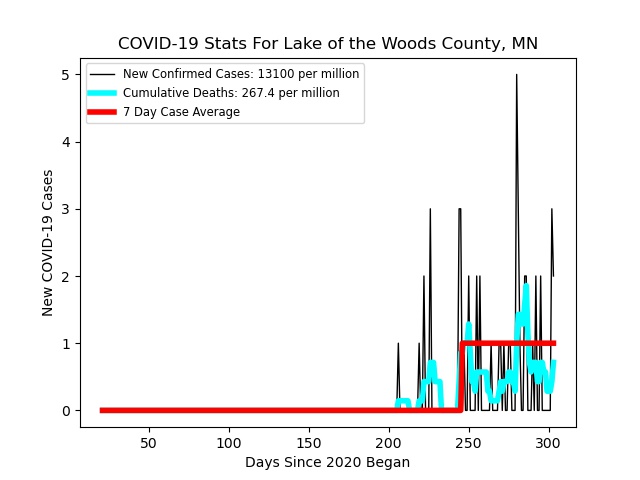 COVID-19 Stats For Lake of the Woods County, MN
New Confirmed Cases: 13100 per million
Cumulative Deaths: 267.4 per million
7 Day Case Average
New COVID-19 Cases
5
4
3
2
1
0
50 100 150 200 250 300
Days Since 2020 Began